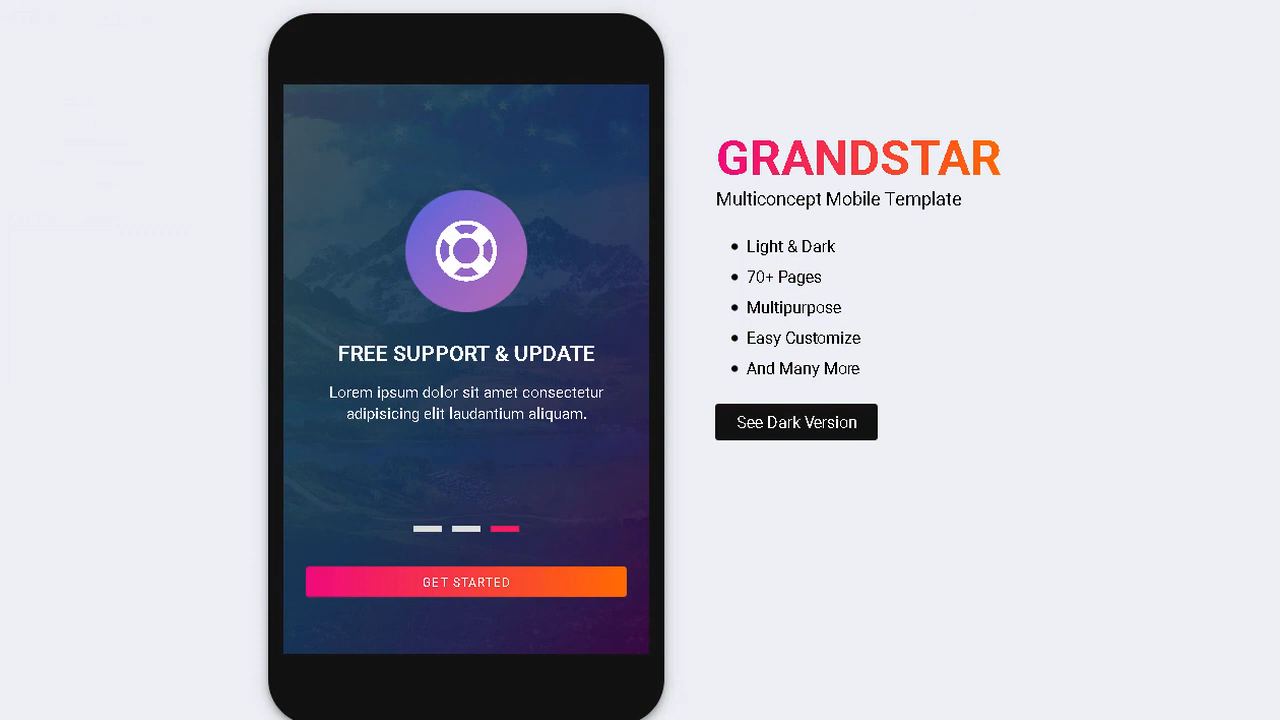 FREE SUPPORT & UPDATE
Lorem ipsum dolor sit amet consectetur
adipisicing elit laudantium aliquam.
GET STARTED
GRANDSTAR
Multiconcept Mobile Template
Light & Dark
70+ Pages
Multipurpose
Easy Customize
And Many More
See Dark Version